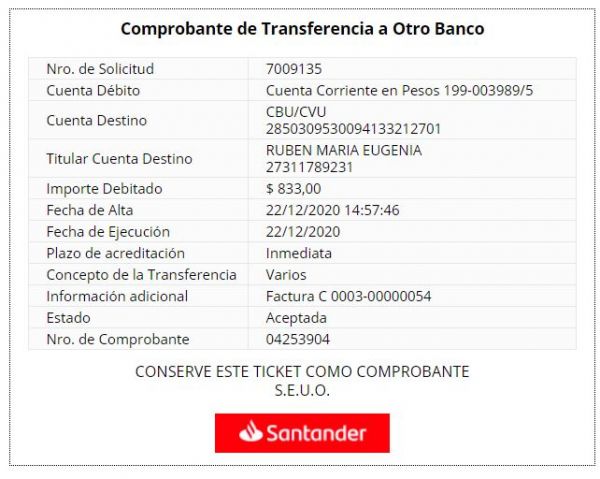 Comprobante de Transferencia a Otro Banco
Nro. de Solicitud 7009135
Cuenta Débito Cuenta Corriente en Pesos 199-003989/5
Cuenta Destino CBU/CVU
2850309530094133212701
Titular Cuenta Destino RUBEN MARIA EUGENIA
27311789231
Importe Debitado $ 833,00
Fecha de Alta 22/12/2020 14:57:46
Fecha de Ejecución 22/12/2020
Plazo de acreditación Inmediata
Concepto de la Transferencia Varios
Información adicional Factura C 0003-00000054
Estado Aceptada
Nro. de Comprobante 04253904
CONSERVE ESTE TICKET COMO COMPROBANTE
S.E.U.O.
Santander